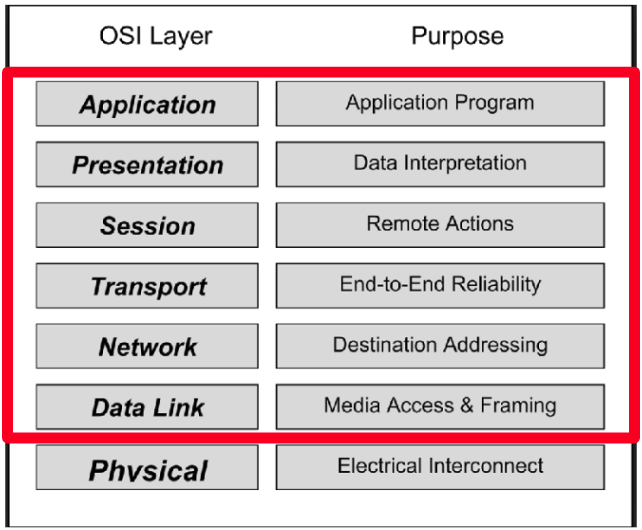 OSI Layer Purpose
Application Application Program
Presentation Data Interpretation
Session Remote Actions
Transport End-to-End Reliability
Network Destination Addressing
Data Link Media Access & Framing
Physical Electrical Interconnect